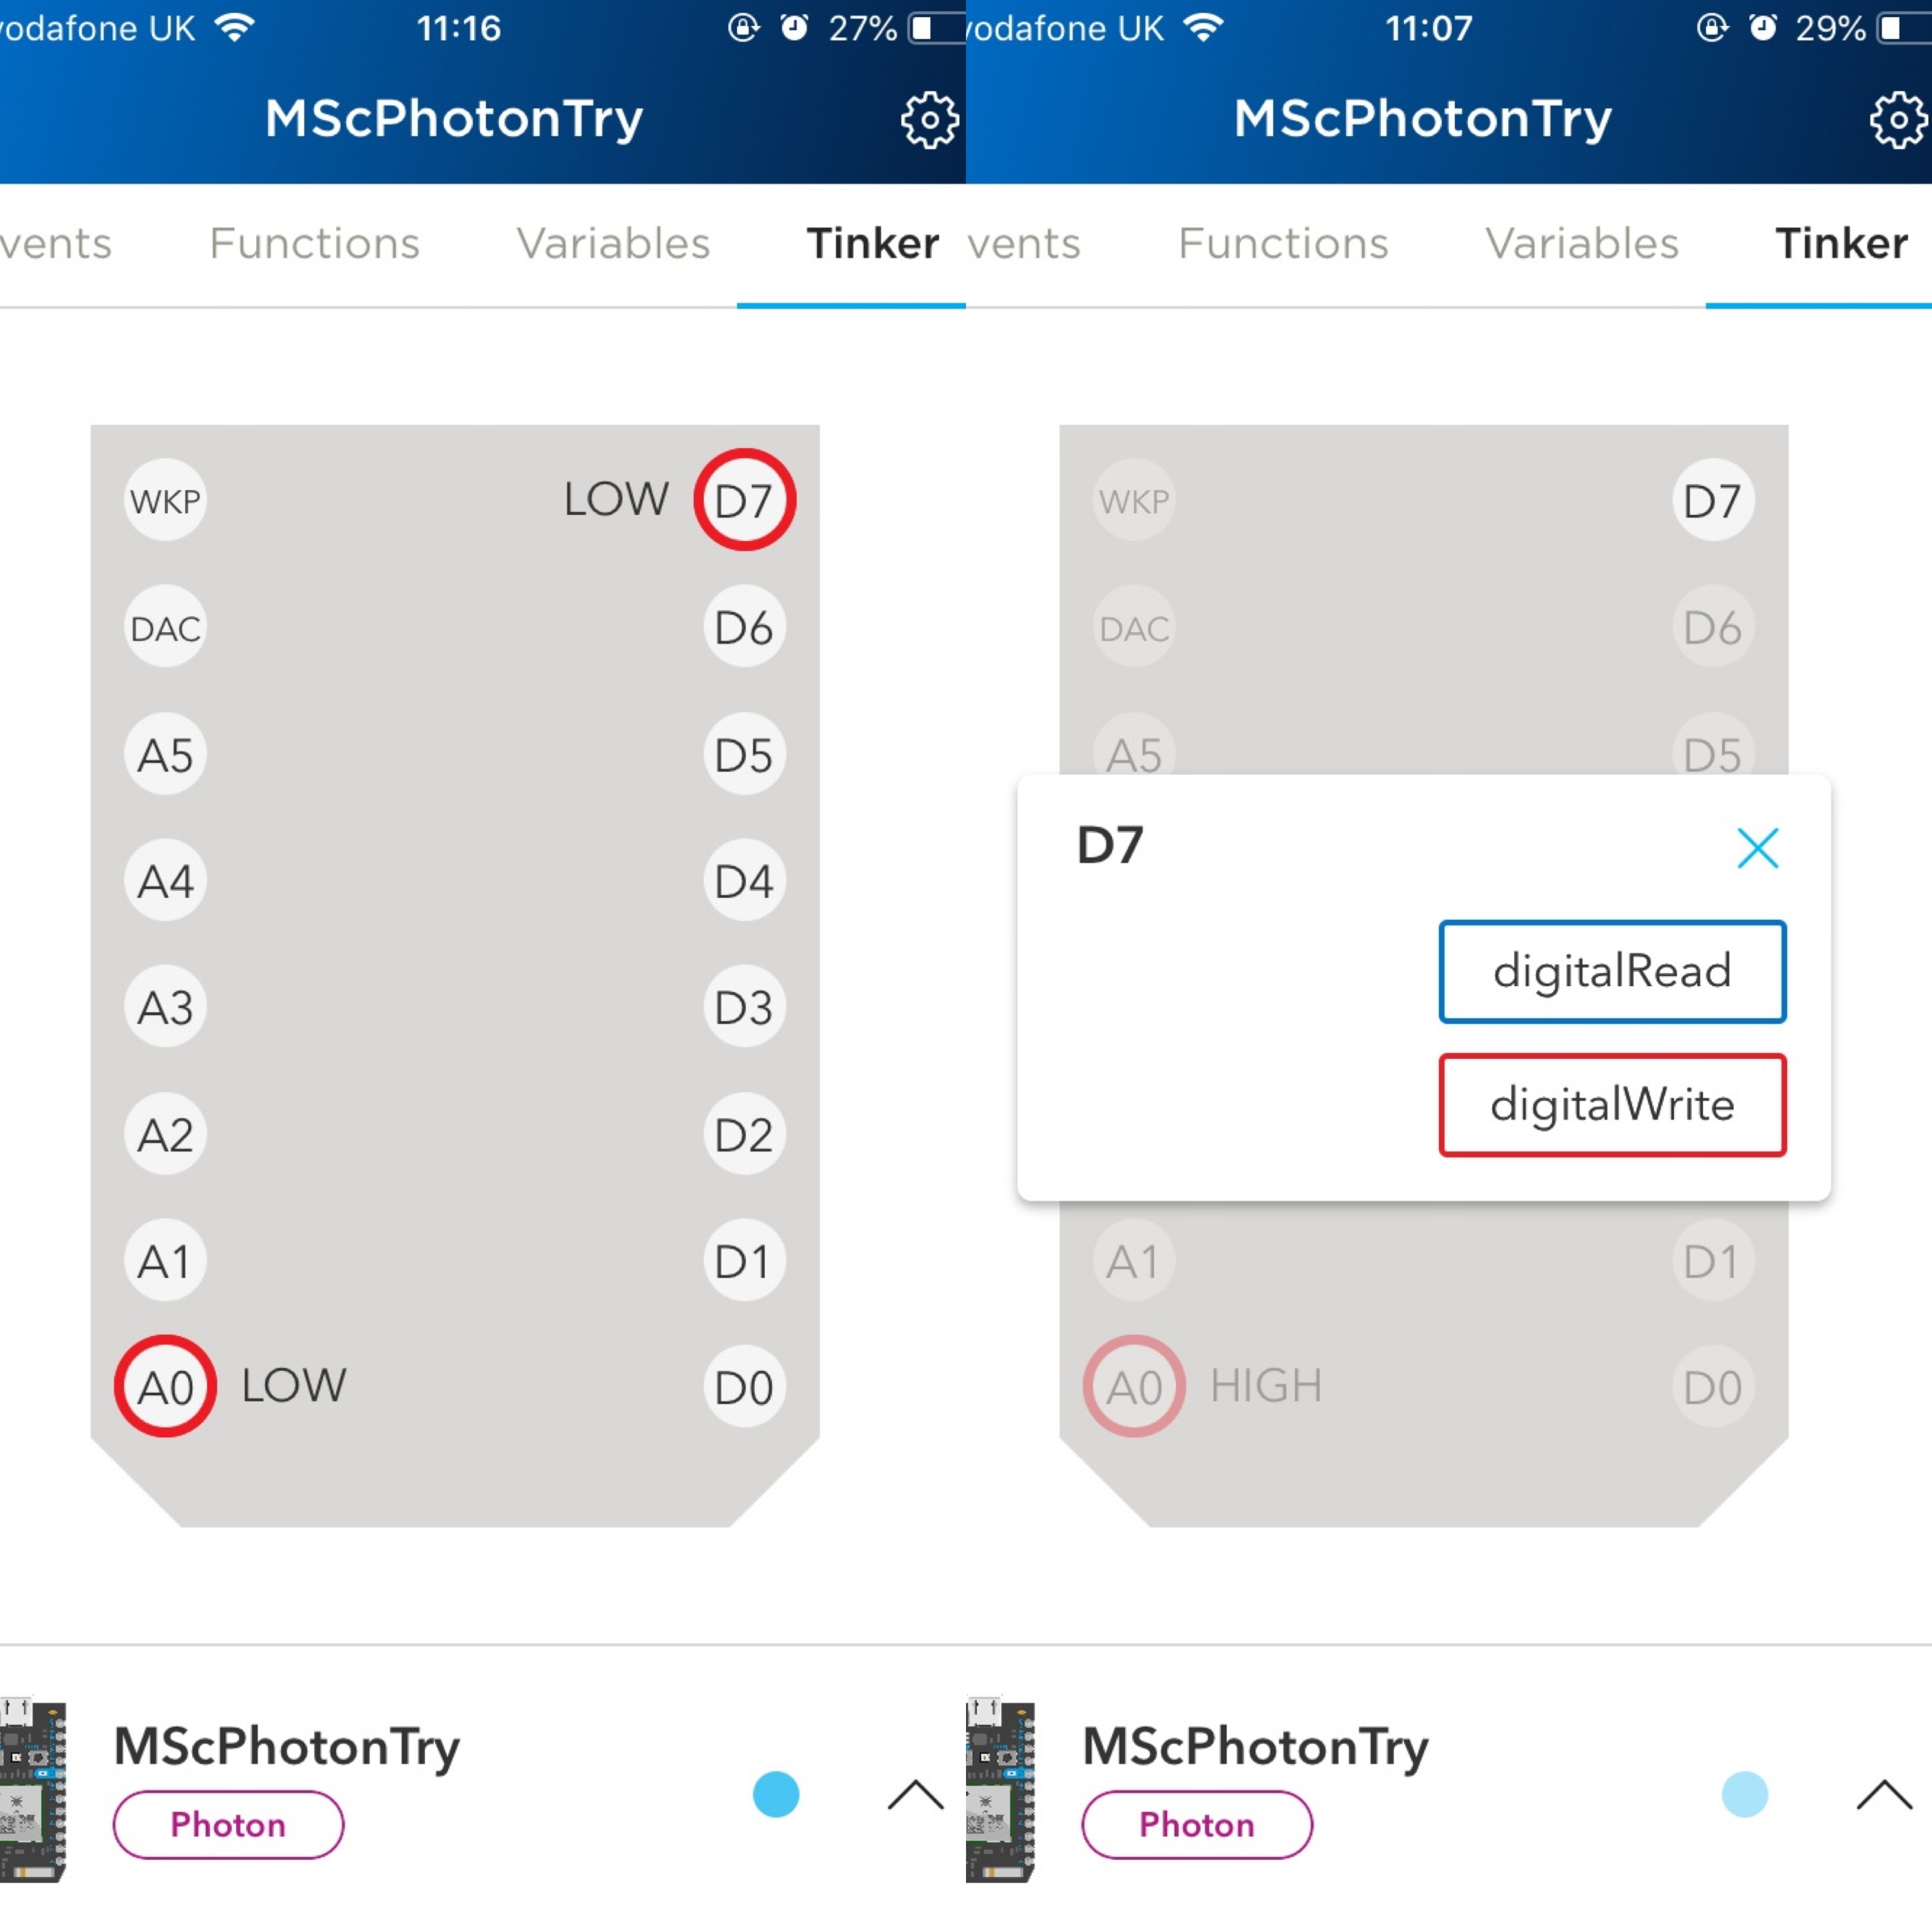 vodafone UK 11:16 27%
MScPhotonTry
vents Functions Variables Tinker
WKP LOW D7
DAC D6
A5 D5
A4 D4
A3 D3
A2 D2
A1 D1
A0 LOW D0
MScPhotonTry
Photon
vodafone UK 11:07 29%
MScPhotonTry
vents Functions Variables Tinker
WKP D7
DAC D6
A5 D5
D7
digitalRead
digitalWrite
A1 D1
A0 HIGH D0
MScPhotonTry
Photon